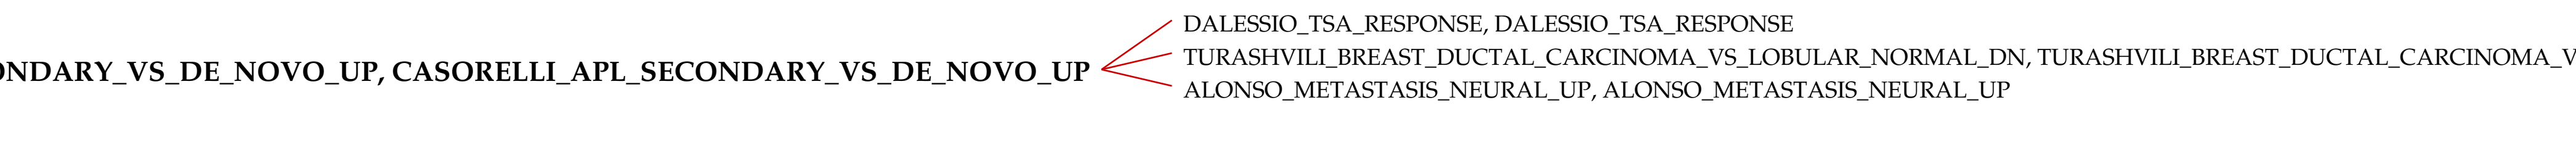 DALESSIO_TSA_RESPONSE, DALESSIO_TSA_RESPONSE
TURASHVILI_BREAST_DUCTAL_CARCINOMA_VS_LOBULAR_NORMAL_DN, TURASHVILI_BREAST_DUCTAL_CARCINOMA_V
ONDARY_VS_DE_NOVO_UP, CASORELLI_APL_SECONDARY_VS_DE_NOVO_UP
ALONSO_METASTASIS_NEURAL_UP, ALONSO_METASTASIS_NEURAL_UP